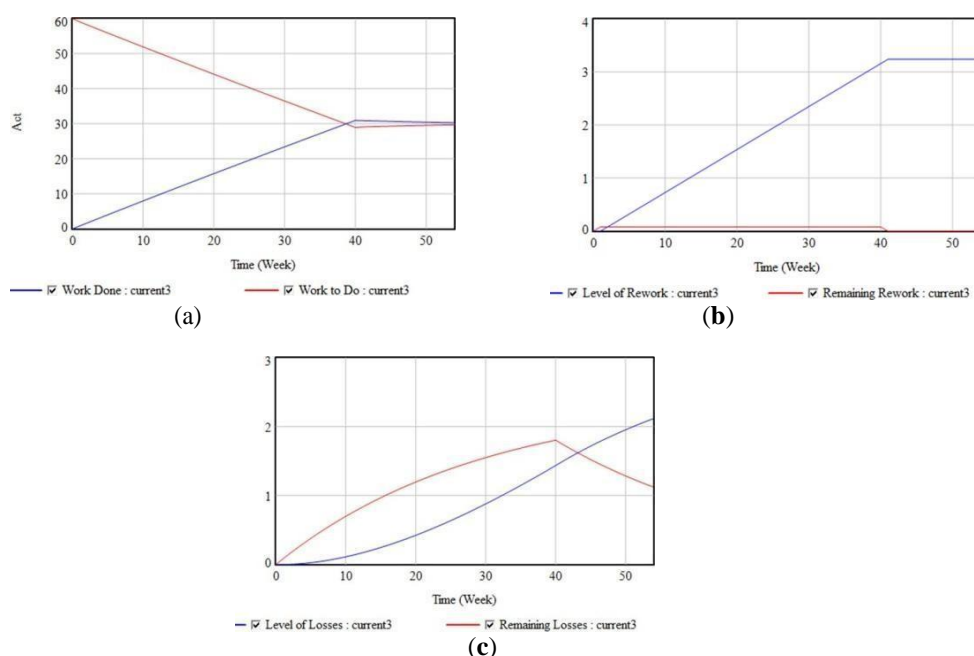 60
50
40
30
20
10
0
Act
0 10 20 30 40 50
Time (Week)
☑ Work Done : current3 ☑ Work to Do : current3
(a)
4
3
2
1
0
0 10 20 30 40 50
Time (Week)
☑ Level of Rework : current3 ☑ Remaining Rework : current3
(b)
3
2
1
0
0 10 20 30 40 50
Time (Week)
☑ Level of Losses : current3 ☑ Remaining Losses : current3
(c)